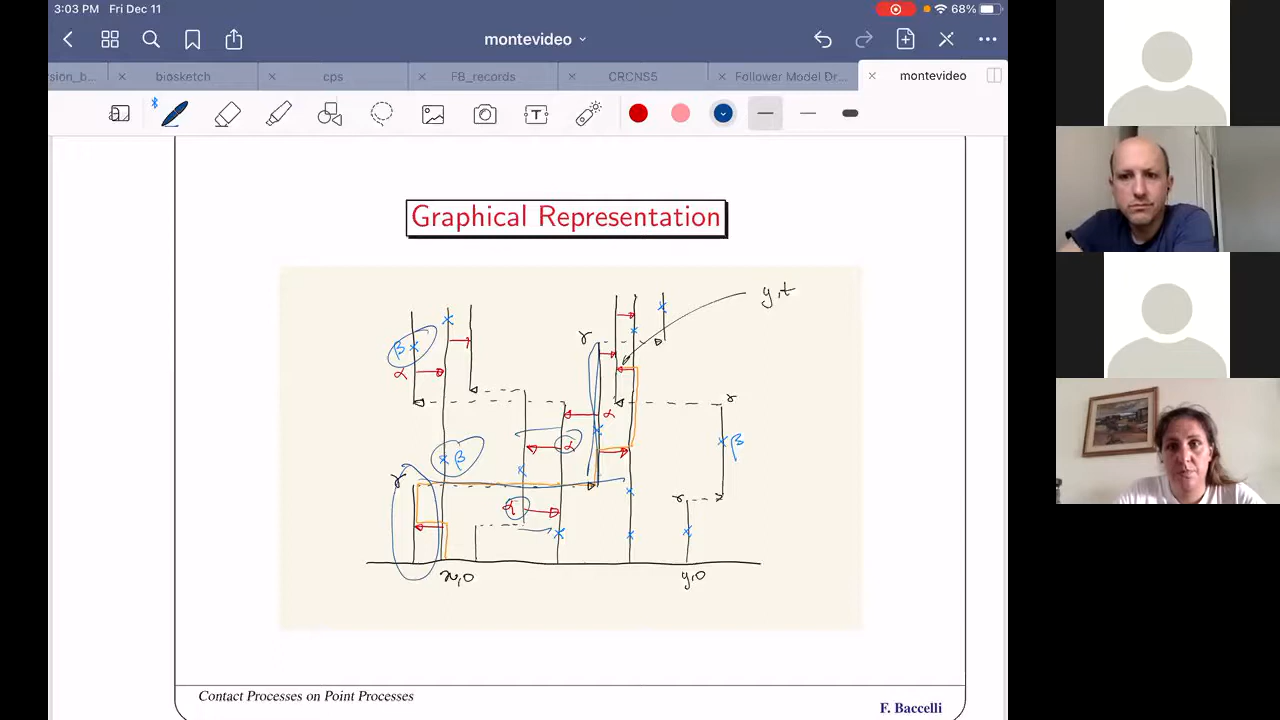 3:03 PM Fri Dec 11
68%
montevideo
rsion_b...
biosketch
cps
FB_records
CRCNS5
Follower Model Dr...
montevideo
T
Graphical Representation
y,t
γ
β
α
γ
α
β
α
β
γ
α
γ
x,0
y,0
Contact Processes on Point Processes
F. Baccelli